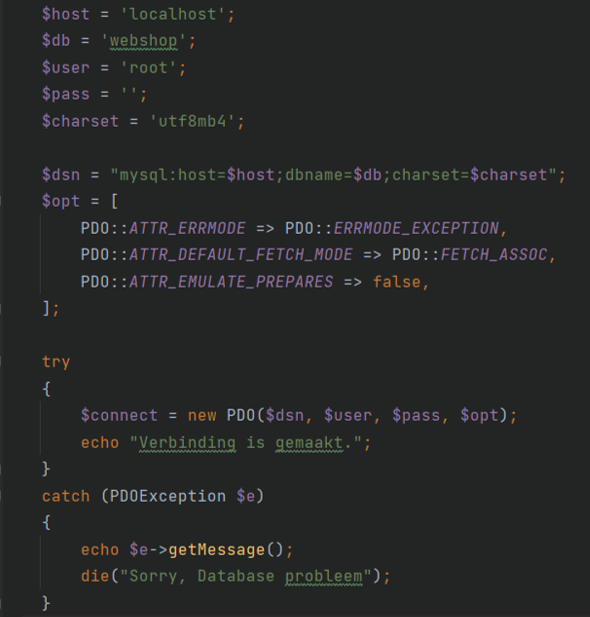 $host = 'localhost';
$db = 'webshop';
$user = 'root';
$pass = '';
$charset = 'utf8mb4';
$dsn = "mysql:host=$host;dbname=$db;charset=$charset";
$opt = [
PDO::ATTR_ERRMODE => PDO::ERRMODE_EXCEPTION,
PDO::ATTR_DEFAULT_FETCH_MODE => PDO::FETCH_ASSOC,
PDO::ATTR_EMULATE_PREPARES => false,
];
try
{
$connect = new PDO($dsn, $user, $pass, $opt);
echo "Verbinding is gemaakt.";
}
catch (PDOException $e)
{
echo $e->getMessage();
die("Sorry, Database probleem");
}